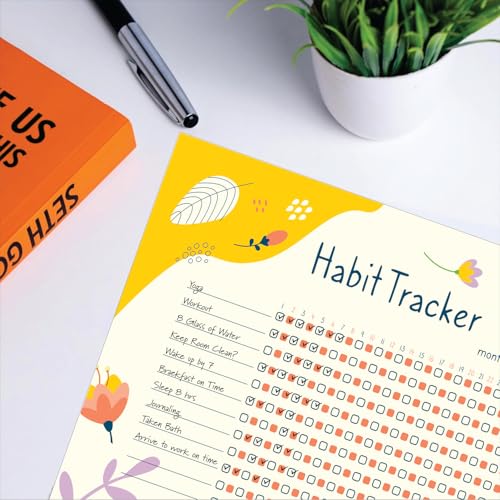 E US
HIS
SETH GO
Habit Tracker
month
Yoga
Workout
8 Glass of Water
Keep Room Clean?
Wake up by 7
Breakfast on Time
Sleep 8 hrs
Journaling
Taken Bath
Arrive to work on time
1 2 3 4 5 6 7 8 9 10 11 12 13 14 15 16 17 18 19 20 21 22